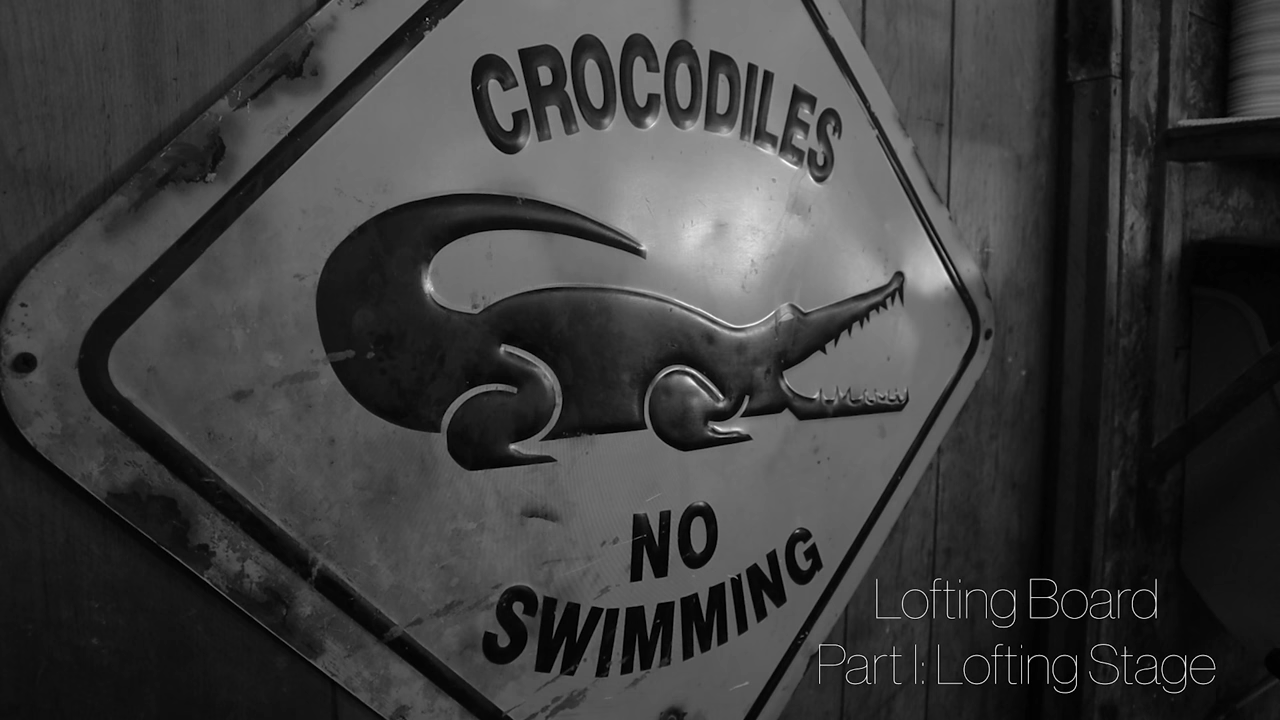 CROCODILES
NO
SWIMMING
Lofting Board
Part I: Lofting Stage